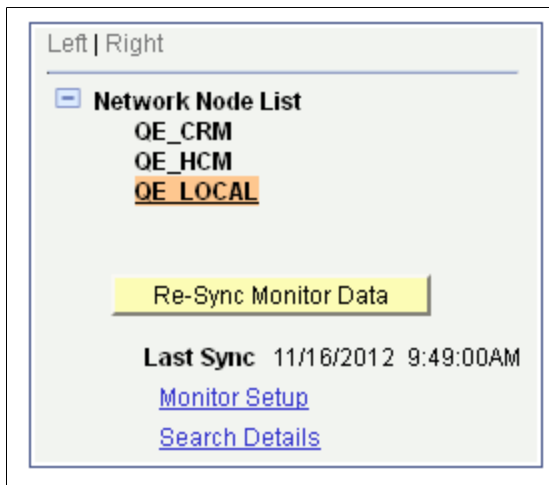 Left | Right
Network Node List
QE_CRM
QE_HCM
QE_LOCAL
Re-Sync Monitor Data
Last Sync 11/16/2012 9:49:00AM
Monitor Setup
Search Details